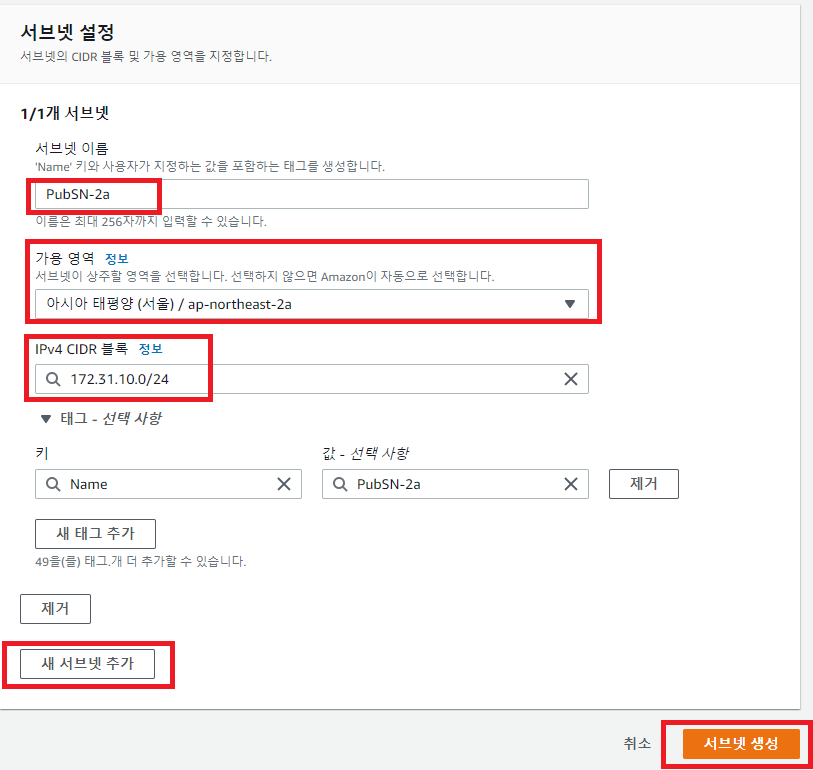 서브넷 설정
서브넷의 CIDR 블록 및 가용 영역을 지정합니다.
1/1개 서브넷
서브넷 이름
'Name' 키와 사용자가 지정하는 값을 포함하는 태그를 생성합니다.
PubSN-2a
이름은 최대 256자까지 입력할 수 있습니다.
가용 영역 정보
서브넷이 상주할 영역을 선택합니다. 선택하지 않으면 Amazon이 자동으로 선택합니다.
아시아 태평양 (서울) / ap-northeast-2a
IPv4 CIDR 블록 정보
172.31.10.0/24
태그 - 선택 사항
키 값 - 선택 사항
Name PubSN-2a 제거
새 태그 추가
49을(를) 태그.개 더 추가할 수 있습니다.
제거
새 서브넷 추가
취소 서브넷 생성